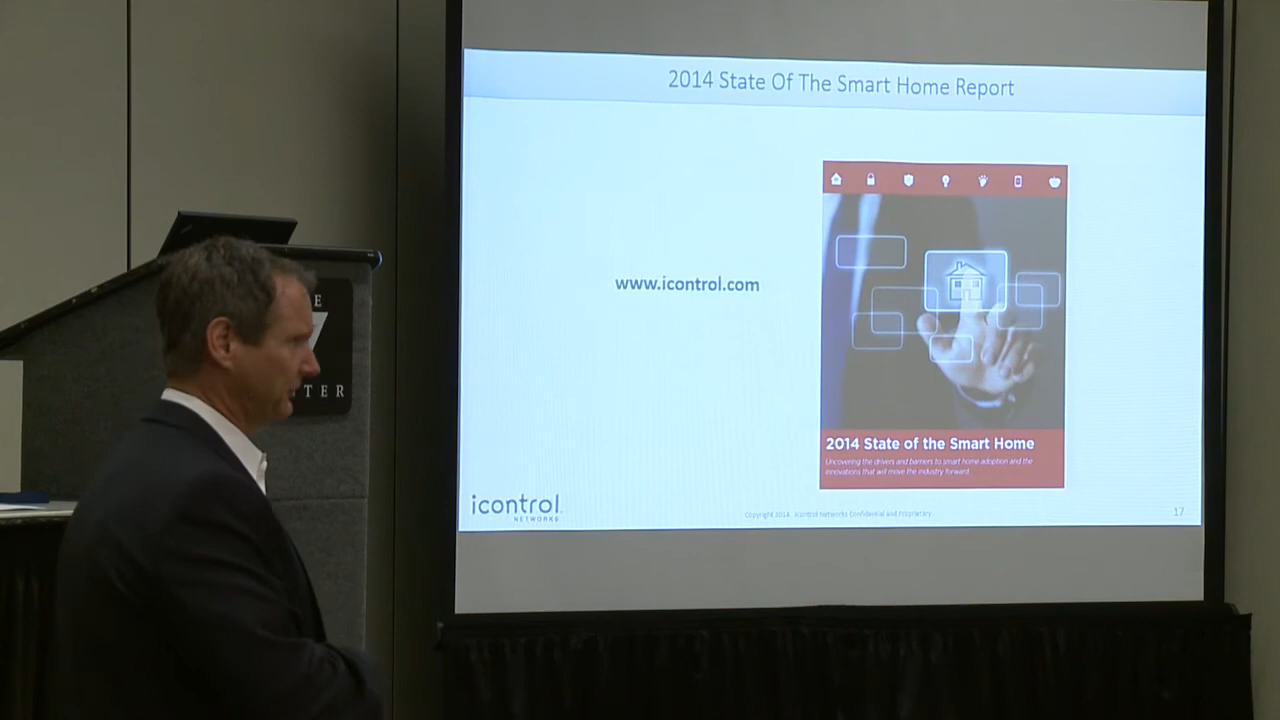 2014 State Of The Smart Home Report
www.icontrol.com
2014 State of the Smart Home
Uncovering the drivers and barriers to smart home adoption and the
innovations that will move the industry forward.
icontrol
NETWORKS
Copyright 2014 iControl Networks Confidential and Proprietary
17
E
TER